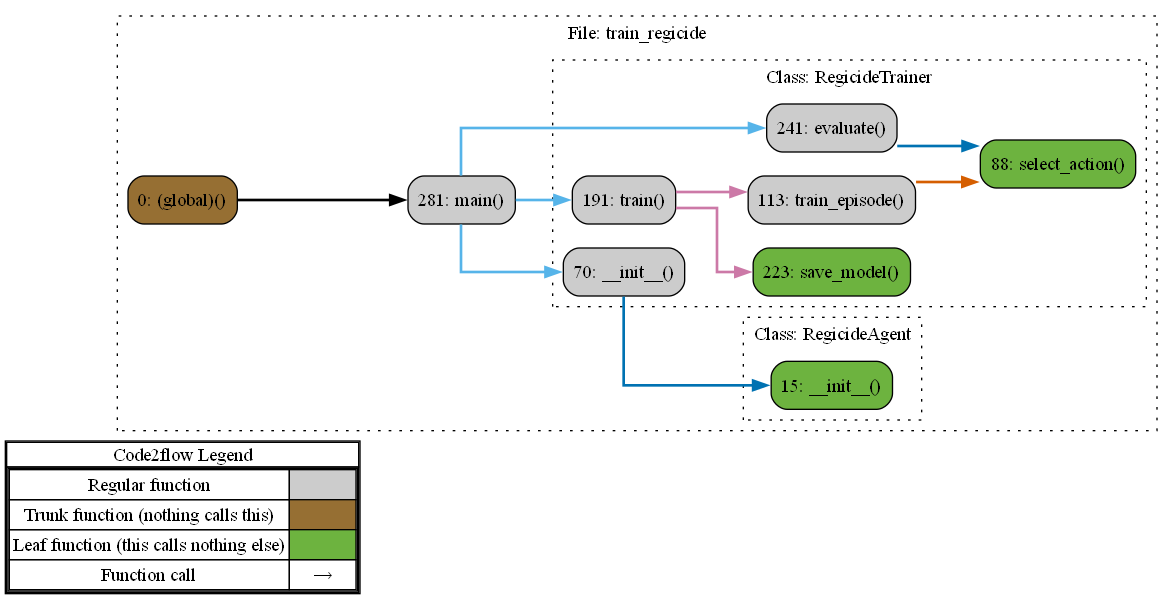 File: train_regicide
Class: RegicideTrainer
241: evaluate()
88: select_action()
0: (global)()
281: main()
191: train()
113: train_episode()
70: __init__()
223: save_model()
Class: RegicideAgent
15: __init__()
Code2flow Legend
Regular function
Trunk function (nothing calls this)
Leaf function (this calls nothing else)
Function call →